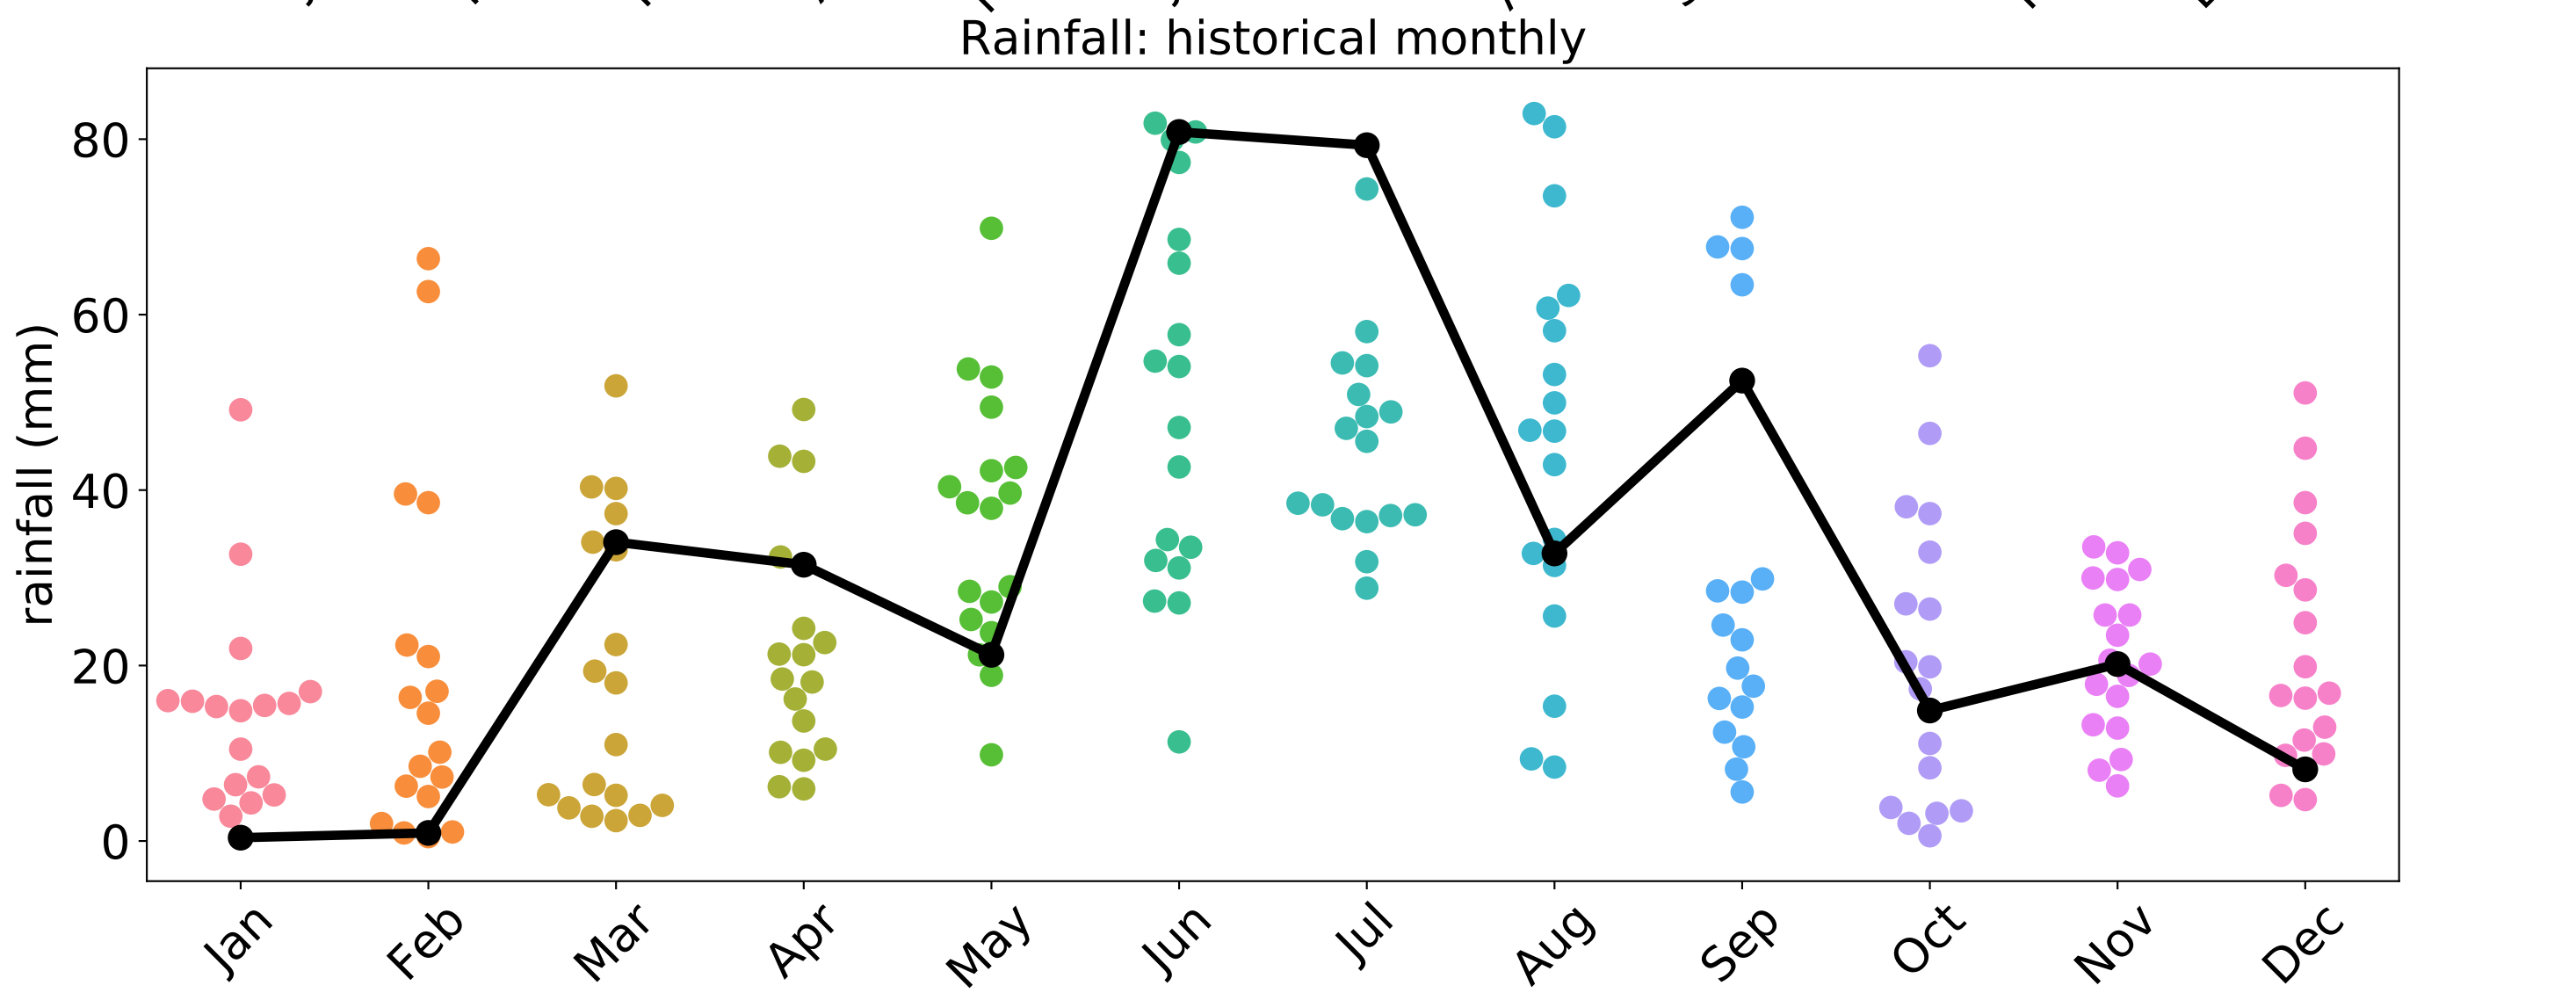 Rainfall: historical monthly
rainfall (mm)
80
60
40
20
0
Jan
Feb
Mar
Apr
May
Jun
Jul
Aug
Sep
Oct
Nov
Dec